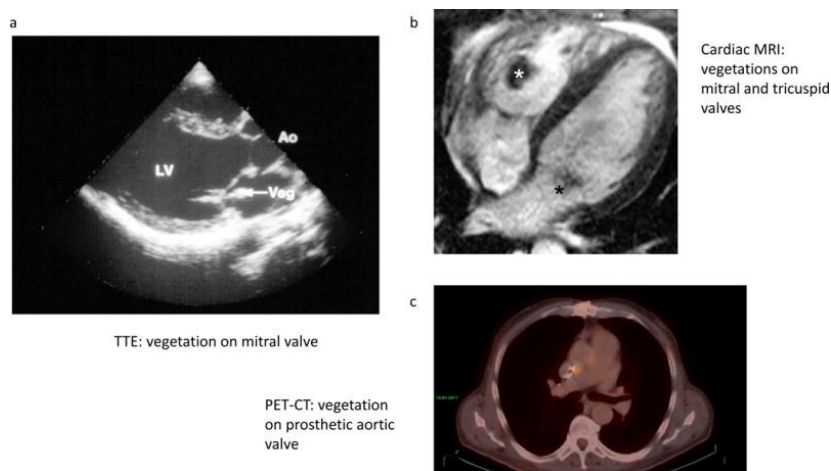 a
Ao
LV
Veg
TTE: vegetation on mitral valve
b
*
*
Cardiac MRI:
vegetations on
mitral and tricuspid
valves
c
PET-CT: vegetation
on prosthetic aortic
valve